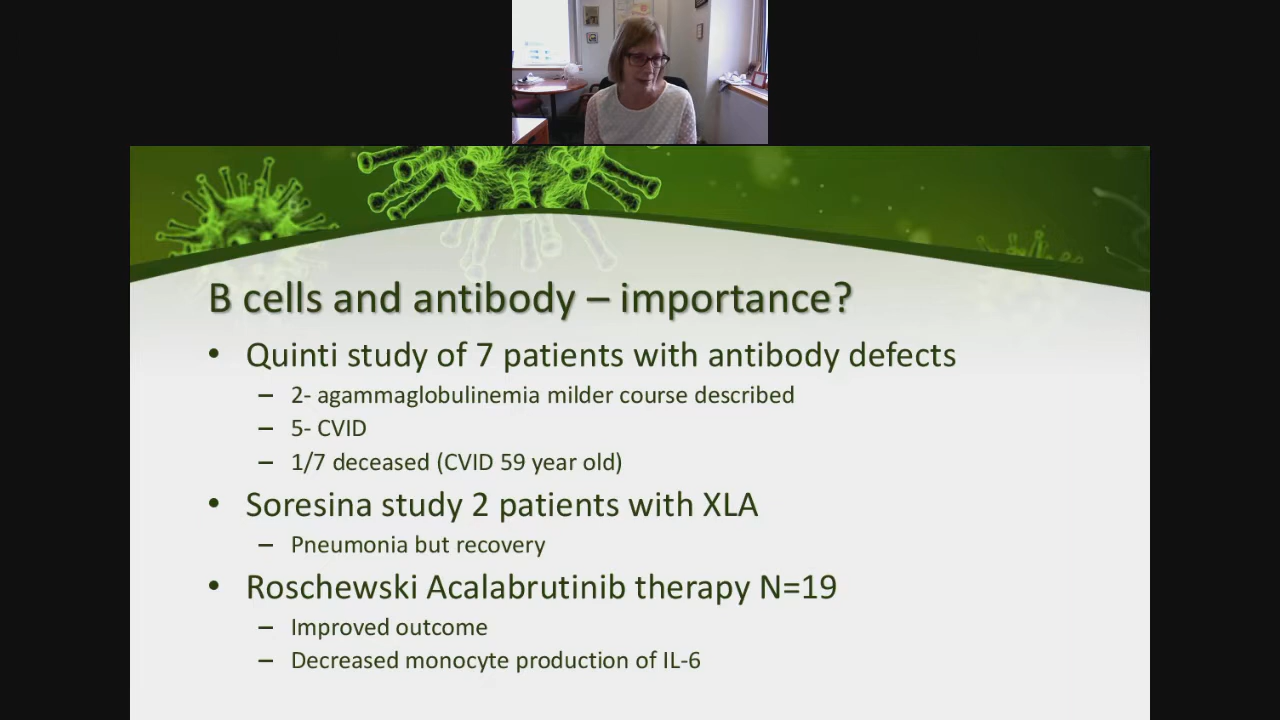 B cells and antibody – importance?
• Quinti study of 7 patients with antibody defects
– 2- agammaglobulinemia milder course described
– 5- CVID
– 1/7 deceased (CVID 59 year old)
• Soresina study 2 patients with XLA
– Pneumonia but recovery
• Roschewski Acalabrutinib therapy N=19
– Improved outcome
– Decreased monocyte production of IL-6